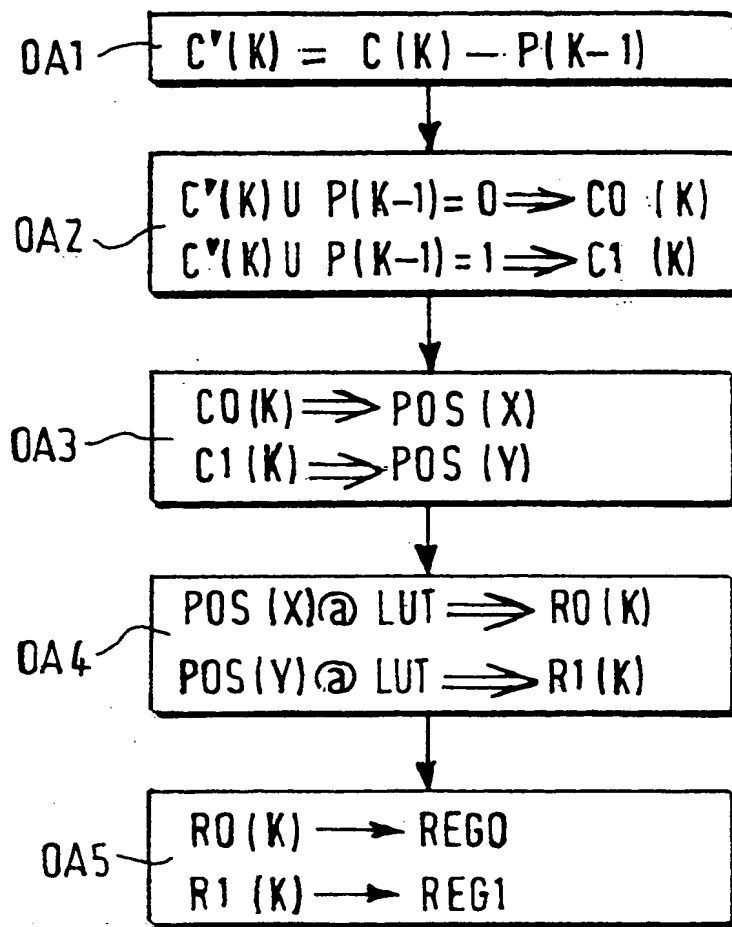 OA1 C'(K) = C(K) - P(K-1)
OA2
C'(K) U P(K-1) = 0 ⇒ C0 (K)
C'(K) U P(K-1) = 1 ⇒ C1 (K)
OA3
C0(K) ⇒ POS (X)
C1(K) ⇒ POS (Y)
OA4
POS (X)@ LUT ⇒ R0 (K)
POS(Y)@ LUT ⇒ R1 (K)
OA5
R0 (K) → REG0
R1 (K) → REG1